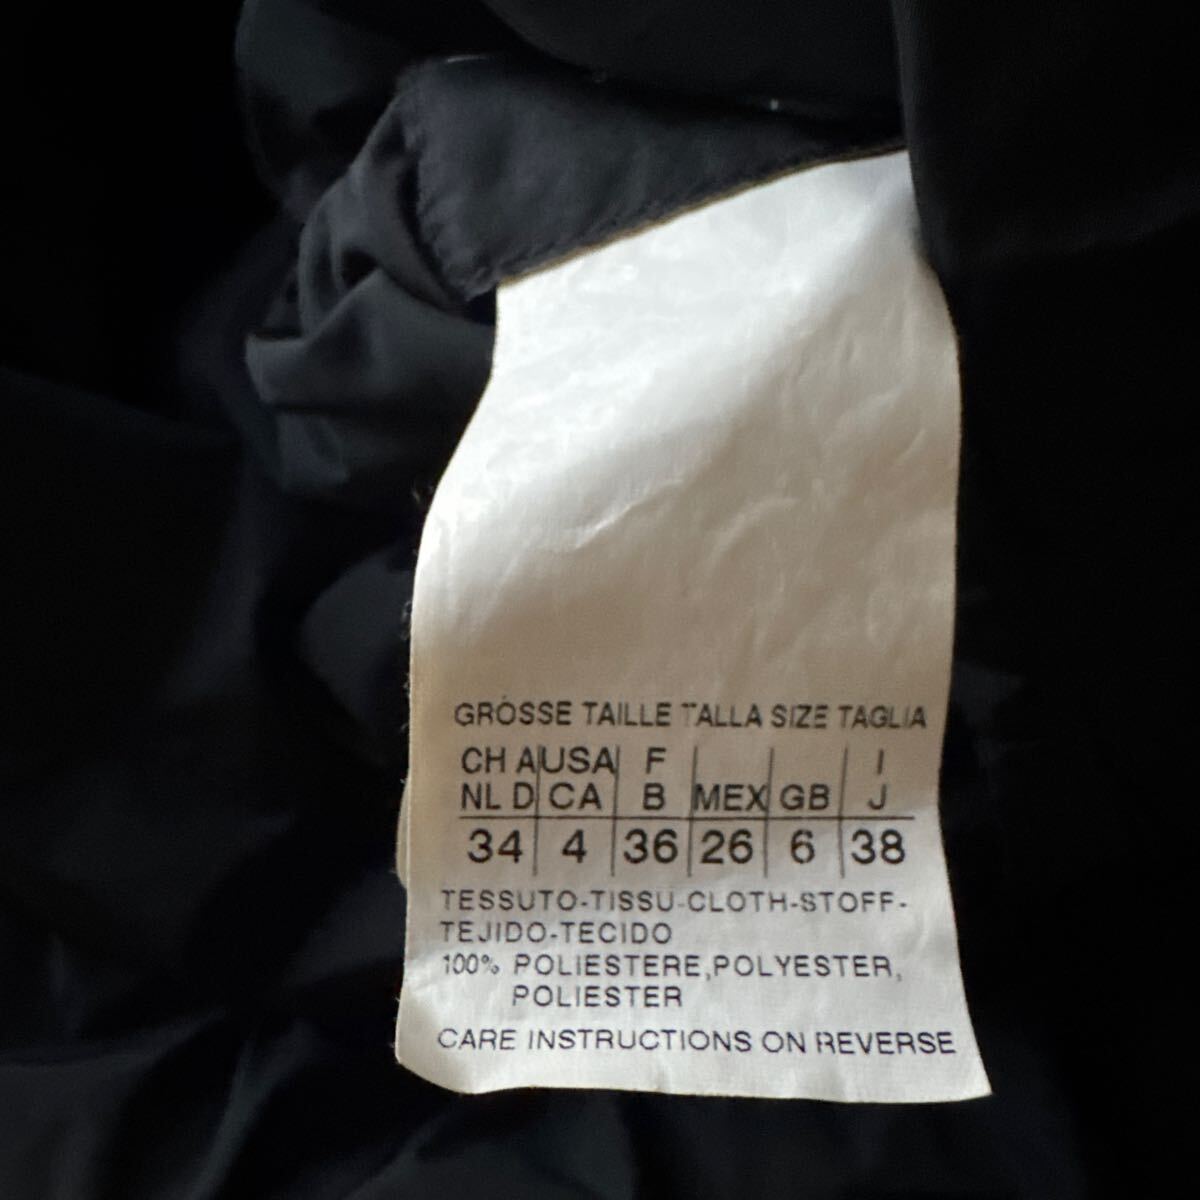 GRÖSSE TAILLE TALLA SIZE TAGLIA
CH A USA F I
NL D CA B MEX GB J
34 4 36 26 6 38
TESSUTO-TISSU-CLOTH-STOFF-
TEJIDO-TECIDO
100% POLIESTERE,POLYESTER,
POLIESTER
CARE INSTRUCTIONS ON REVERSE